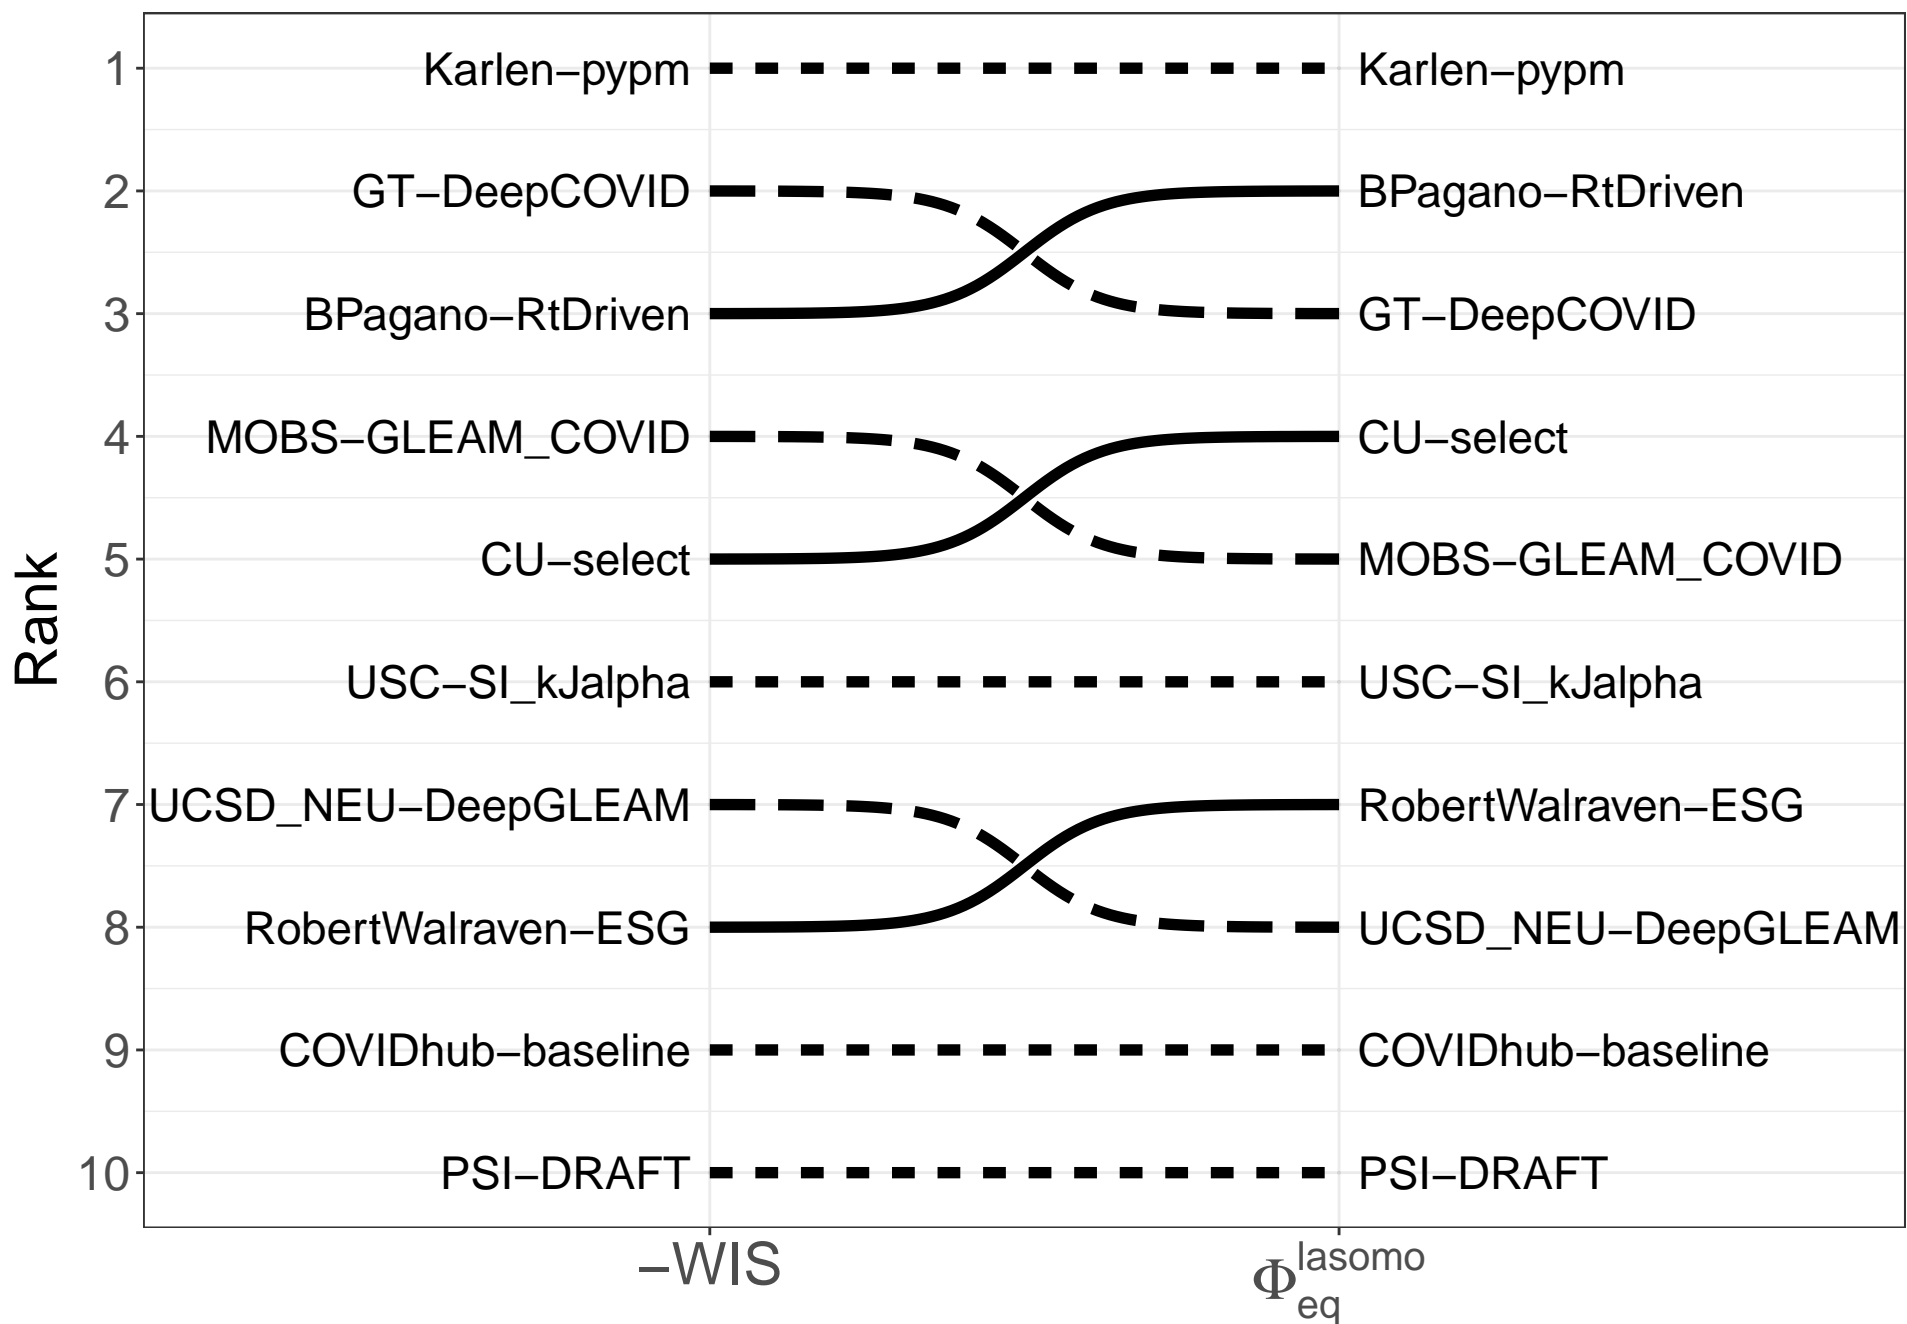 Rank
1 Karlen−pypm Karlen−pypm
2 GT−DeepCOVID BPagano−RtDriven
3 BPagano−RtDriven GT−DeepCOVID
4 MOBS−GLEAM_COVID CU−select
5 CU−select MOBS−GLEAM_COVID
6 USC−SI_kJalpha USC−SI_kJalpha
7 UCSD_NEU−DeepGLEAM RobertWalraven−ESG
8 RobertWalraven−ESG UCSD_NEU−DeepGLEAM
9 COVIDhub−baseline COVIDhub−baseline
10 PSI−DRAFT PSI−DRAFT
−WIS Φ lasomo eq